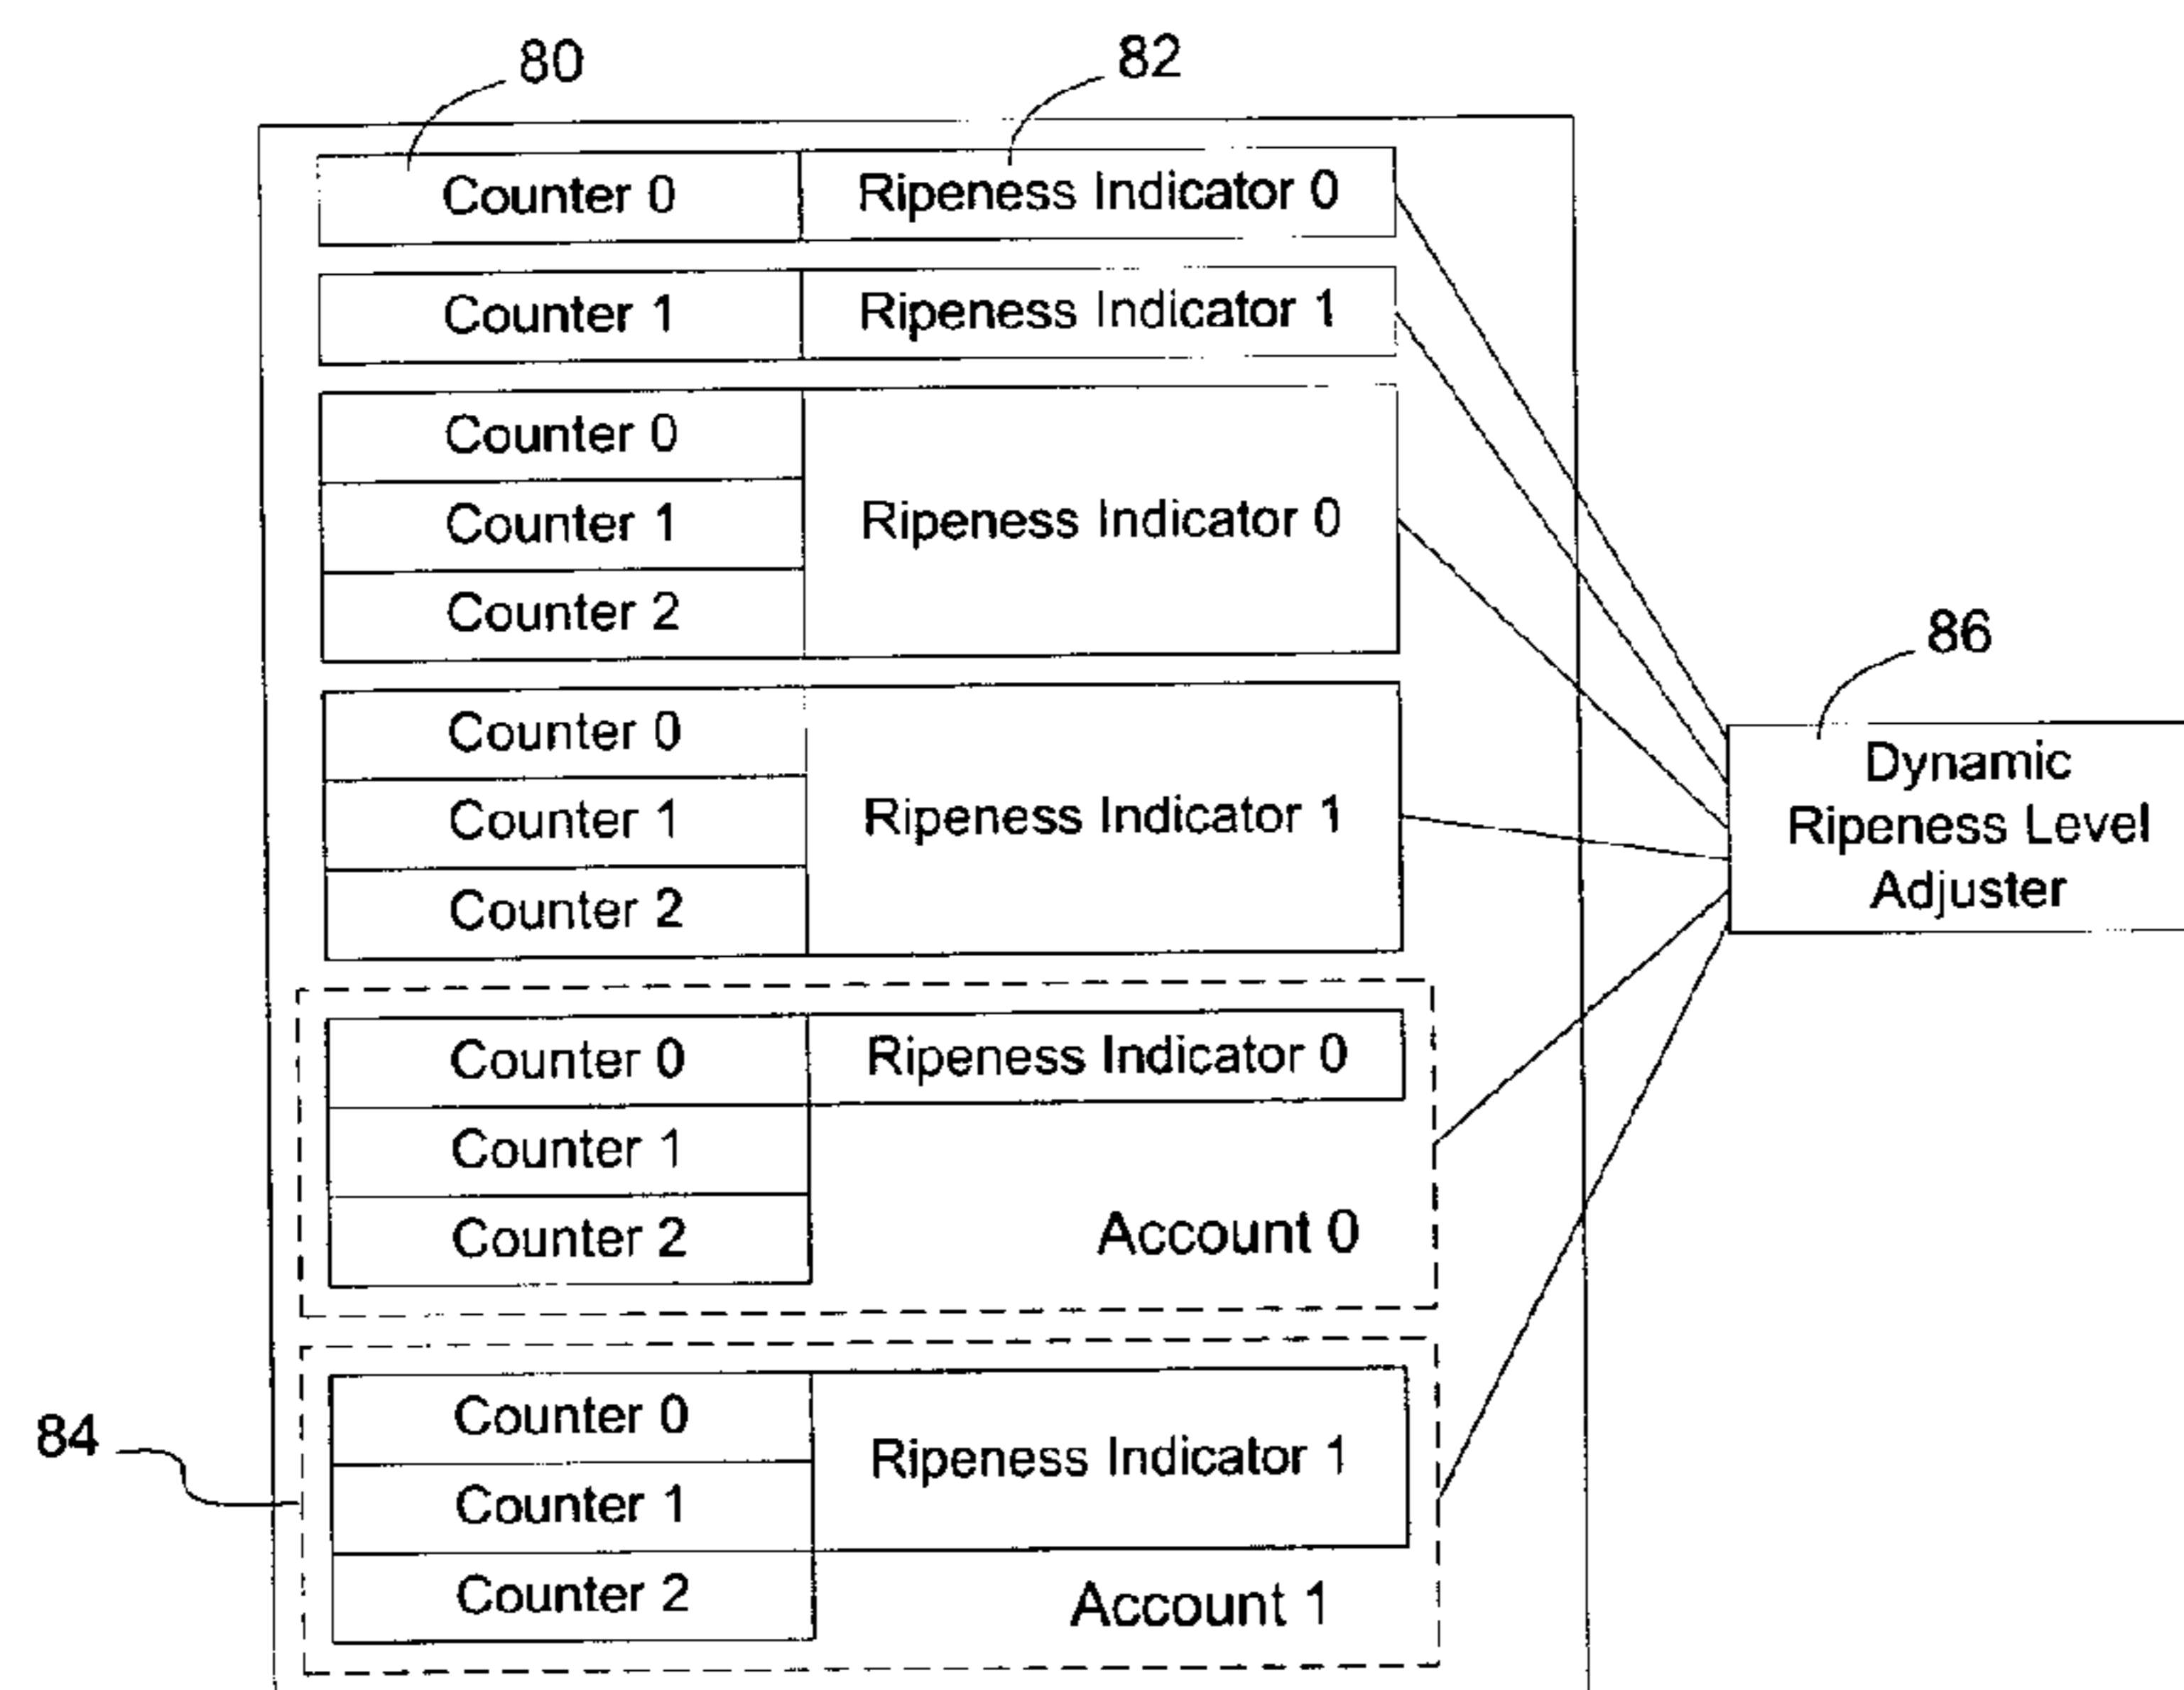 80
82
Counter 0
Ripeness Indicator 0
Counter 1
Ripeness Indicator 1
Counter 0
Counter 1
Counter 2
Ripeness Indicator 0
Counter 0
Counter 1
Counter 2
Ripeness Indicator 1
86
Dynamic
Ripeness Level
Adjuster
Counter 0
Ripeness Indicator 0
Counter 1
Counter 2
Account 0
84
Counter 0
Counter 1
Counter 2
Ripeness Indicator 1
Account 1